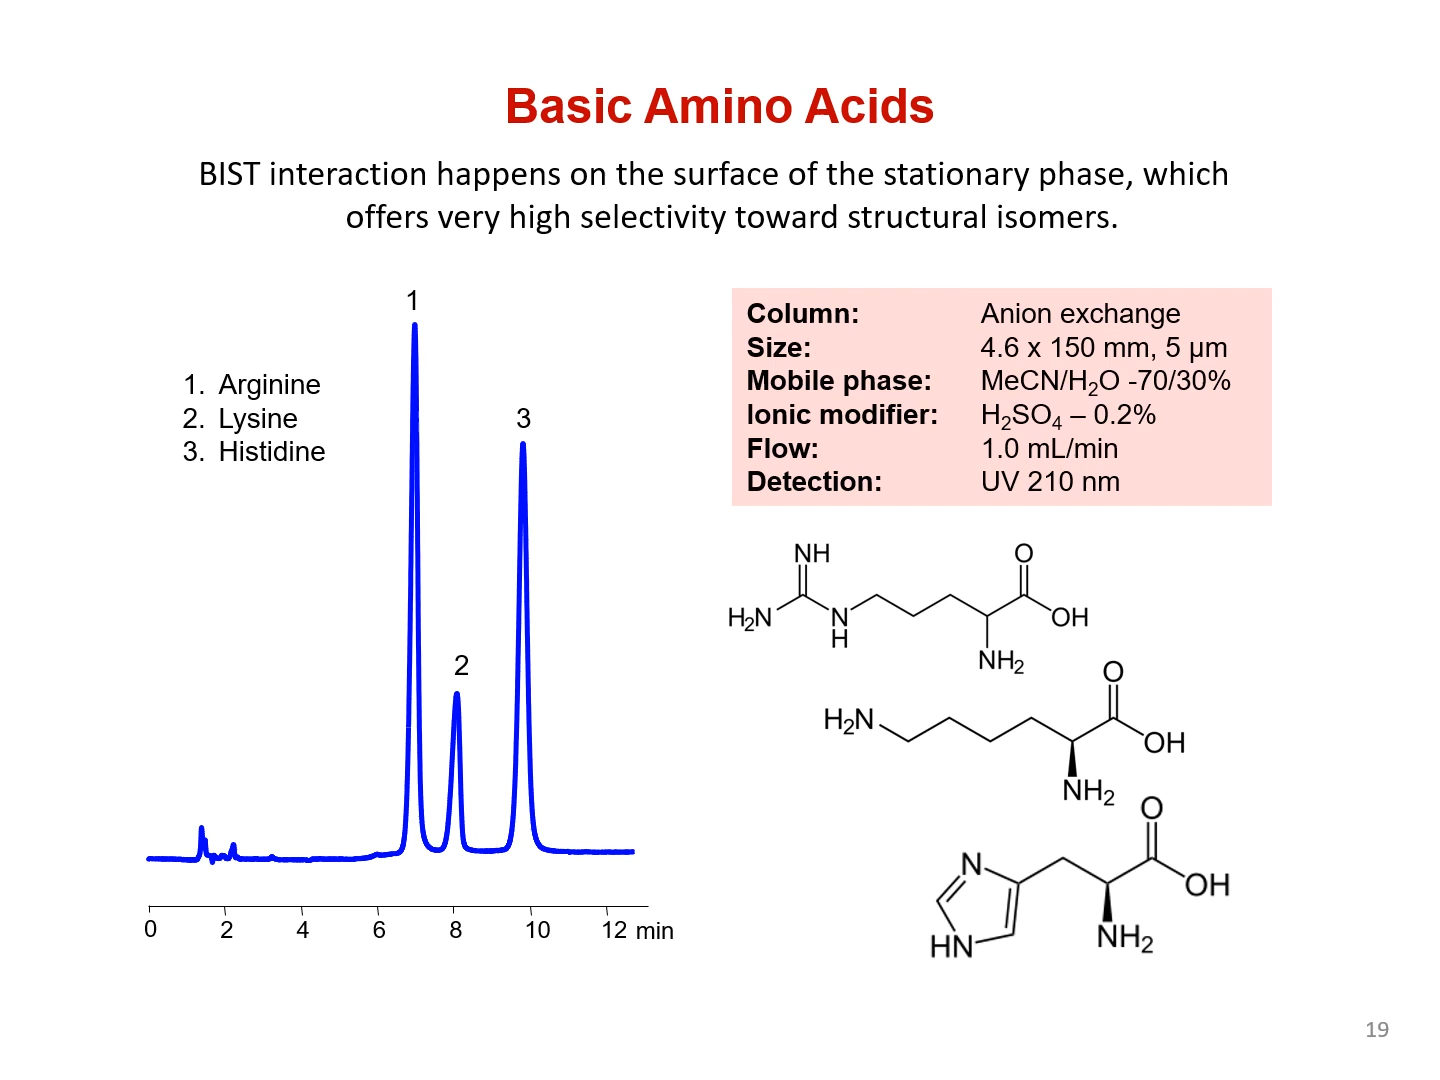 Basic Amino Acids
BIST interaction happens on the surface of the stationary phase, which
offers very high selectivity toward structural isomers.
1
1. Arginine
2. Lysine
3. Histidine
3
2
0 2 4 6 8 10 12 min
Column: Anion exchange
Size: 4.6 x 150 mm, 5 µm
Mobile phase: MeCN/H₂O -70/30%
Ionic modifier: H₂SO₄ – 0.2%
Flow: 1.0 mL/min
Detection: UV 210 nm
NH O
H₂N N OH
H
NH₂
O
H₂N
OH
NH₂
O
N
OH
HN NH₂
19